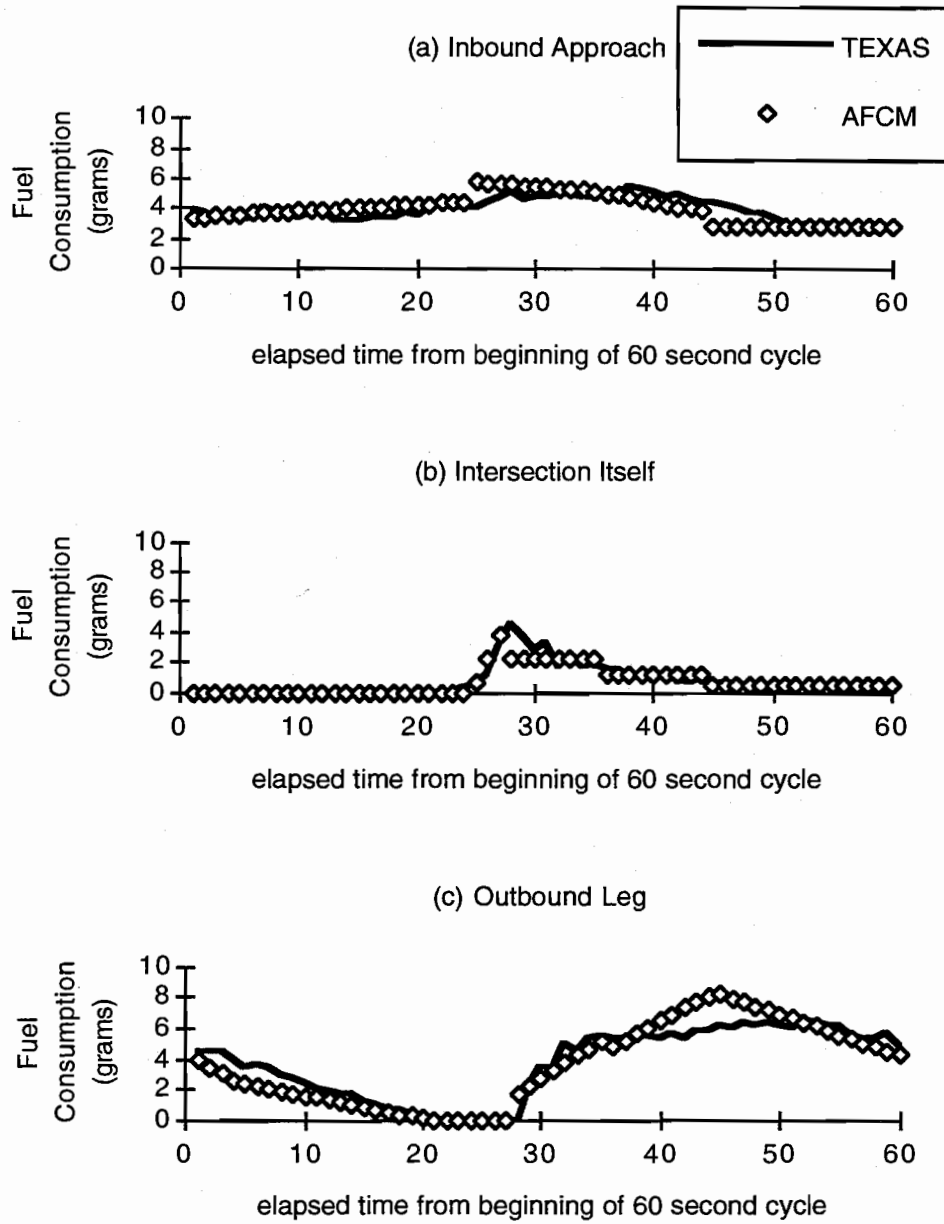 (a) Inbound Approach
TEXAS
AFCM
Fuel
Consumption
(grams)
10
8
6
4
2
0
0 10 20 30 40 50 60
elapsed time from beginning of 60 second cycle
(b) Intersection Itself
Fuel
Consumption
(grams)
10
8
6
4
2
0
0 10 20 30 40 50 60
elapsed time from beginning of 60 second cycle
(c) Outbound Leg
Fuel
Consumption
(grams)
10
8
6
4
2
0
0 10 20 30 40 50 60
elapsed time from beginning of 60 second cycle